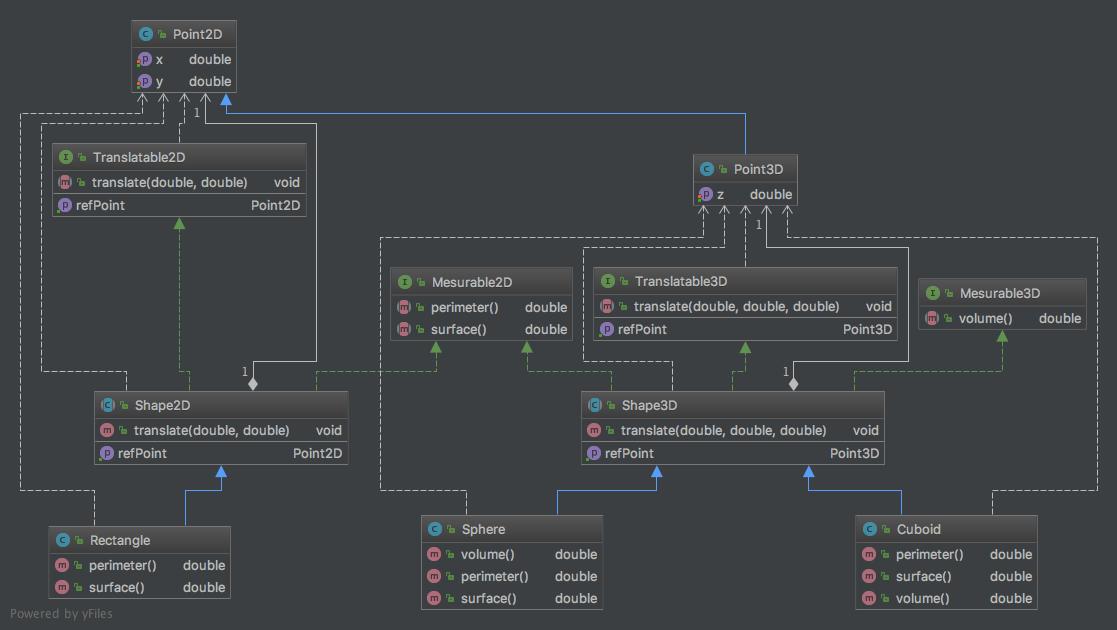 Point2D
x double
y double
1
Translatable2D
translate(double, double) void
refPoint Point2D
Point3D
z double
1
Mesurable2D
perimeter() double
surface() double
Translatable3D
translate(double, double, double) void
refPoint Point3D
Mesurable3D
volume() double
1
1
Shape2D
translate(double, double) void
refPoint Point2D
Shape3D
translate(double, double, double) void
refPoint Point3D
Rectangle
perimeter() double
surface() double
Sphere
volume() double
perimeter() double
surface() double
Cuboid
perimeter() double
surface() double
volume() double
Powered by yFiles